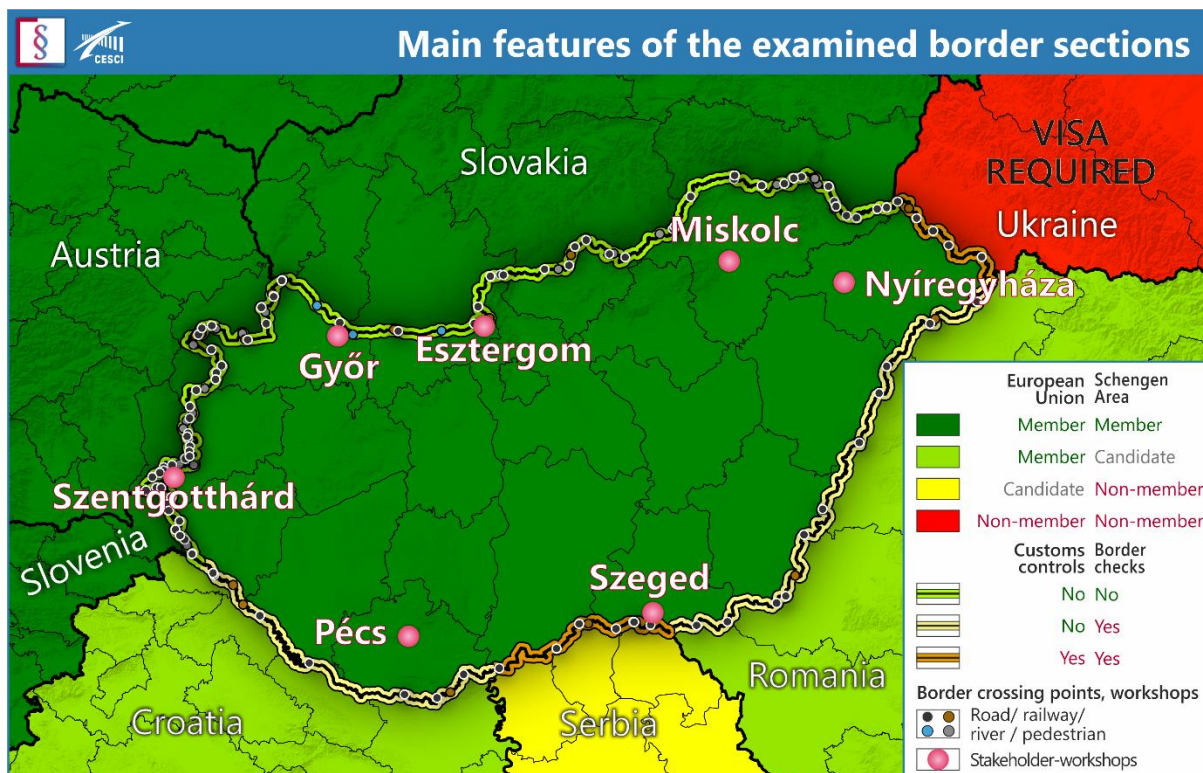 §
CESCI
Main features of the examined border sections
VISA
REQUIRED
Slovakia
Ukraine
Austria
Miskolc
Nyíregyháza
Esztergom
Győr
Szentgotthárd
Slovenia
Szeged
Pécs
Romania
Croatia
Serbia
European Schengen
Union Area
Member Member
Member Candidate
Candidate Non-member
Non-member Non-member
Customs Border
controls checks
No No
No Yes
Yes Yes
Border crossing points, workshops
Road/ railway/
river / pedestrian
Stakeholder-workshops